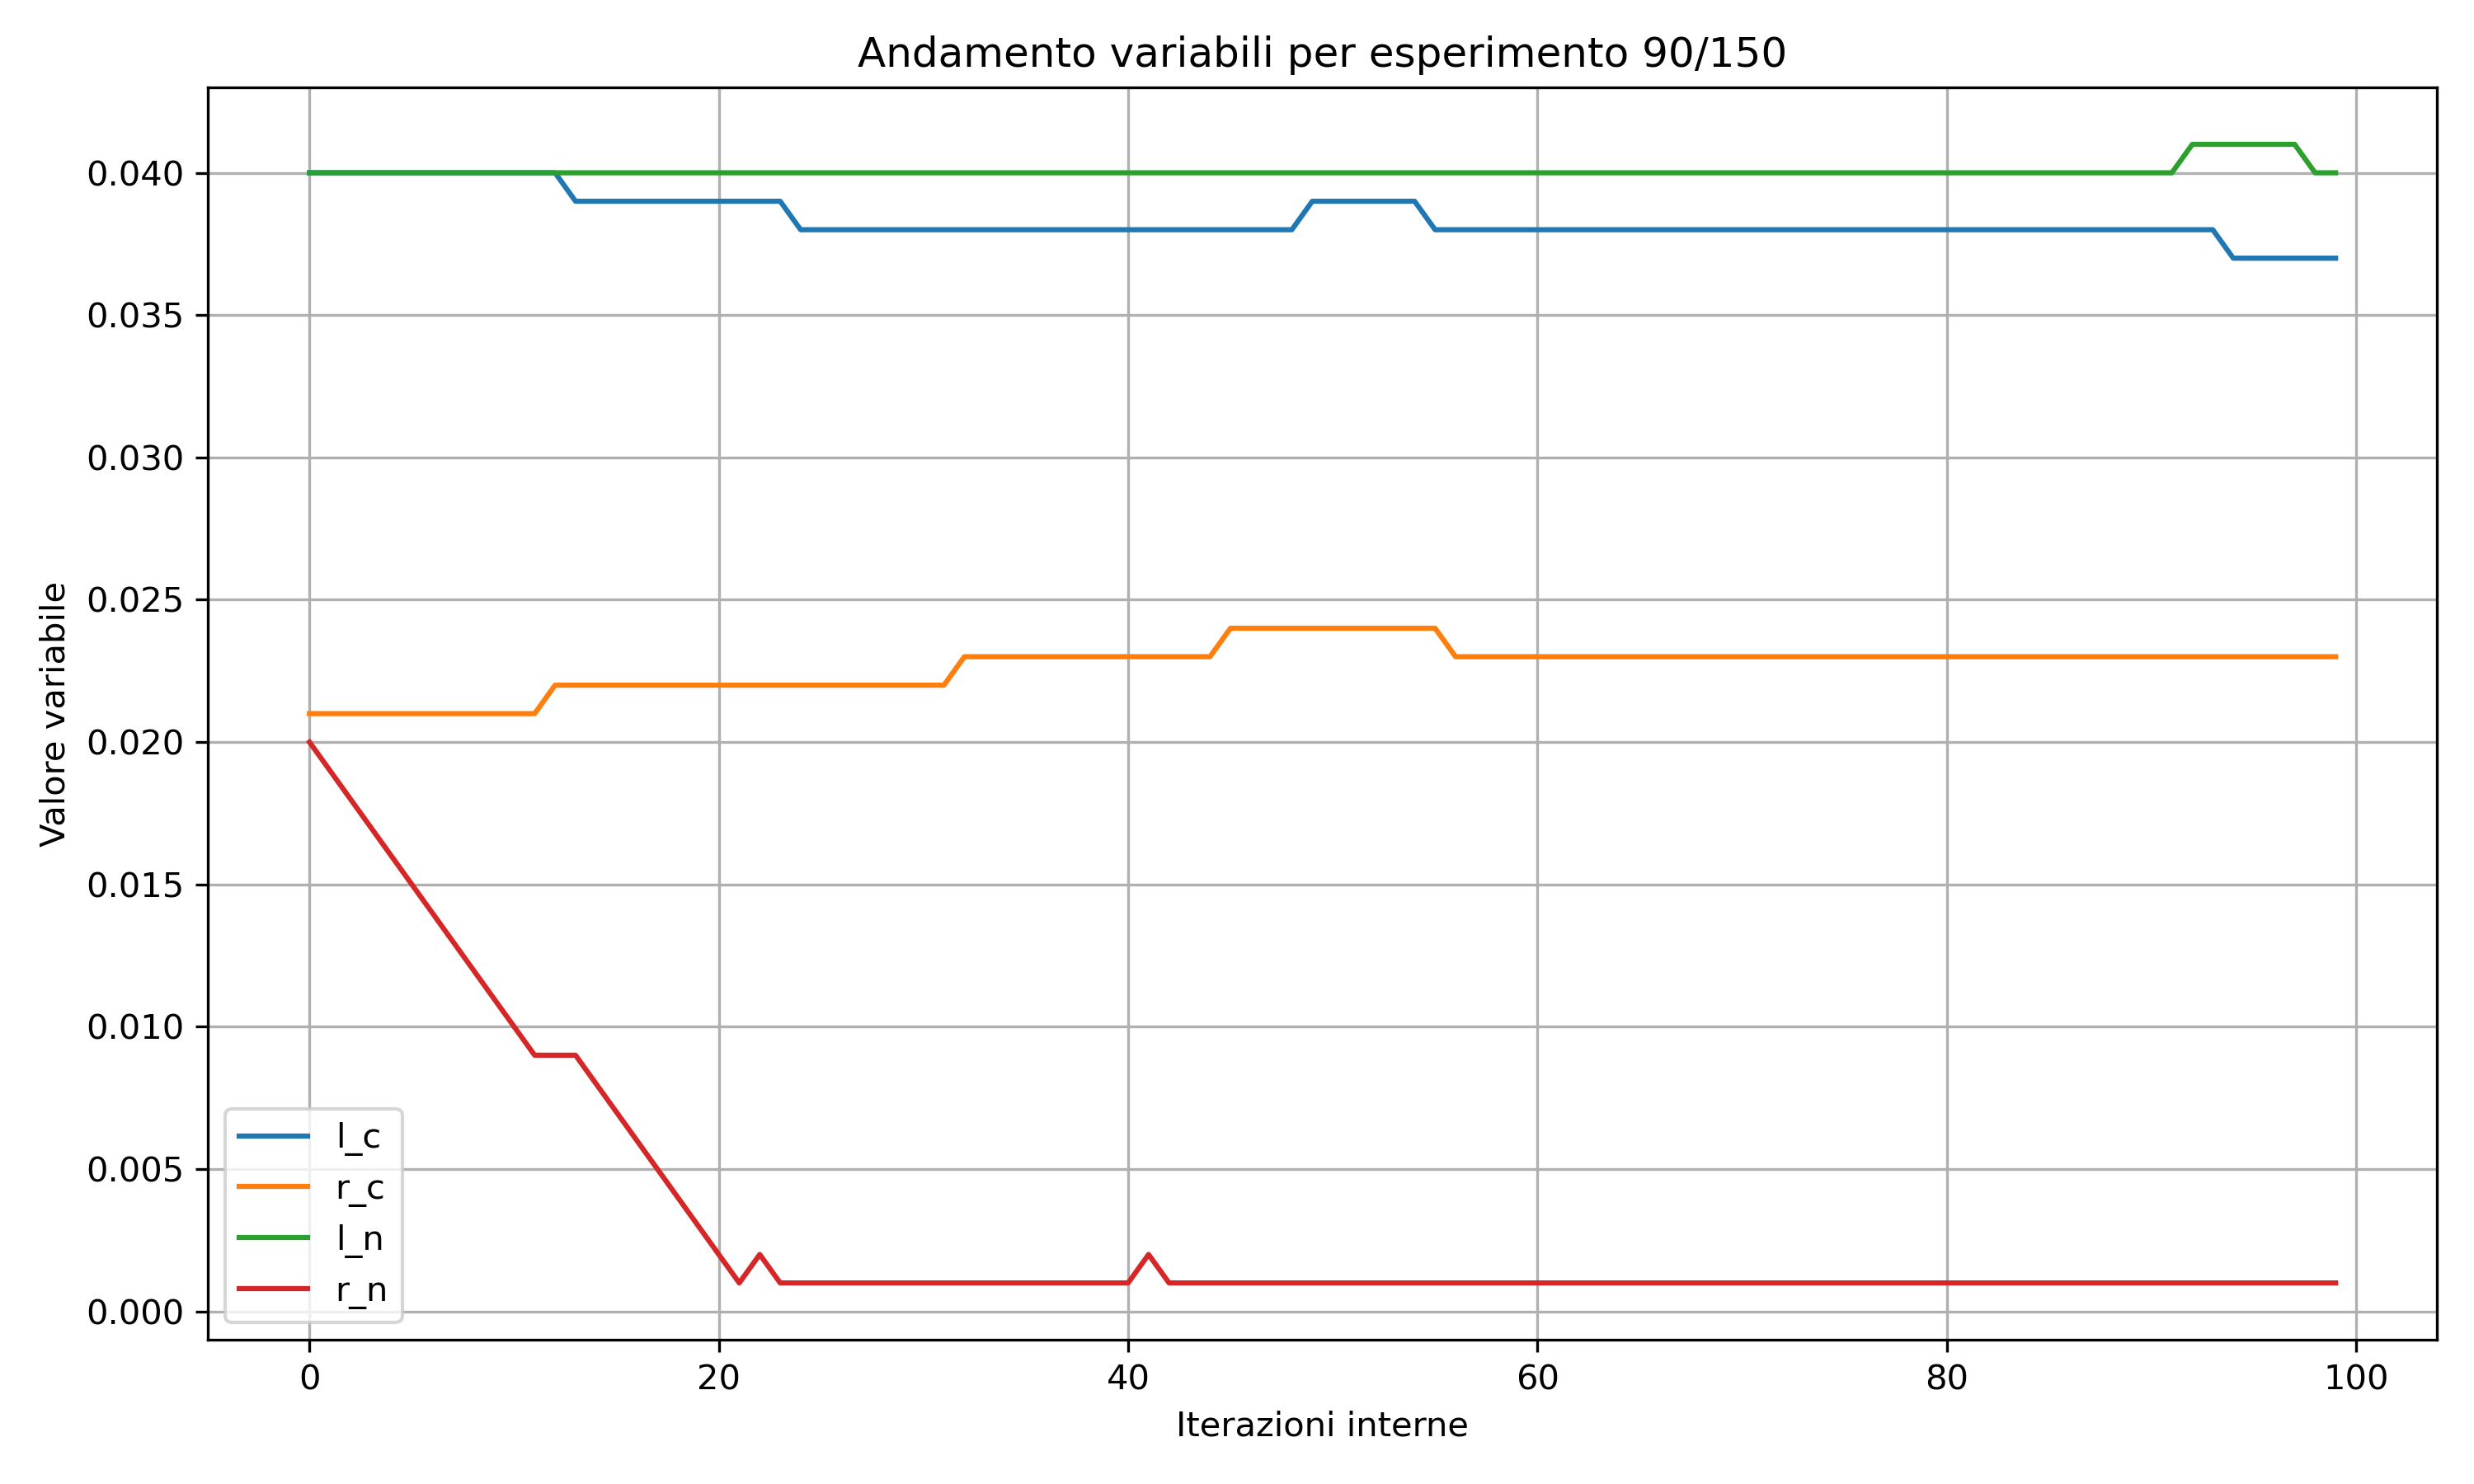 Andamento variabili per esperimento 90/150
0.040
0.035
0.030
0.025
0.020
0.015
0.010
0.005
0.000
Valore variabile
l_c
r_c
l_n
r_n
0 20 40 60 80 100
Iterazioni interne